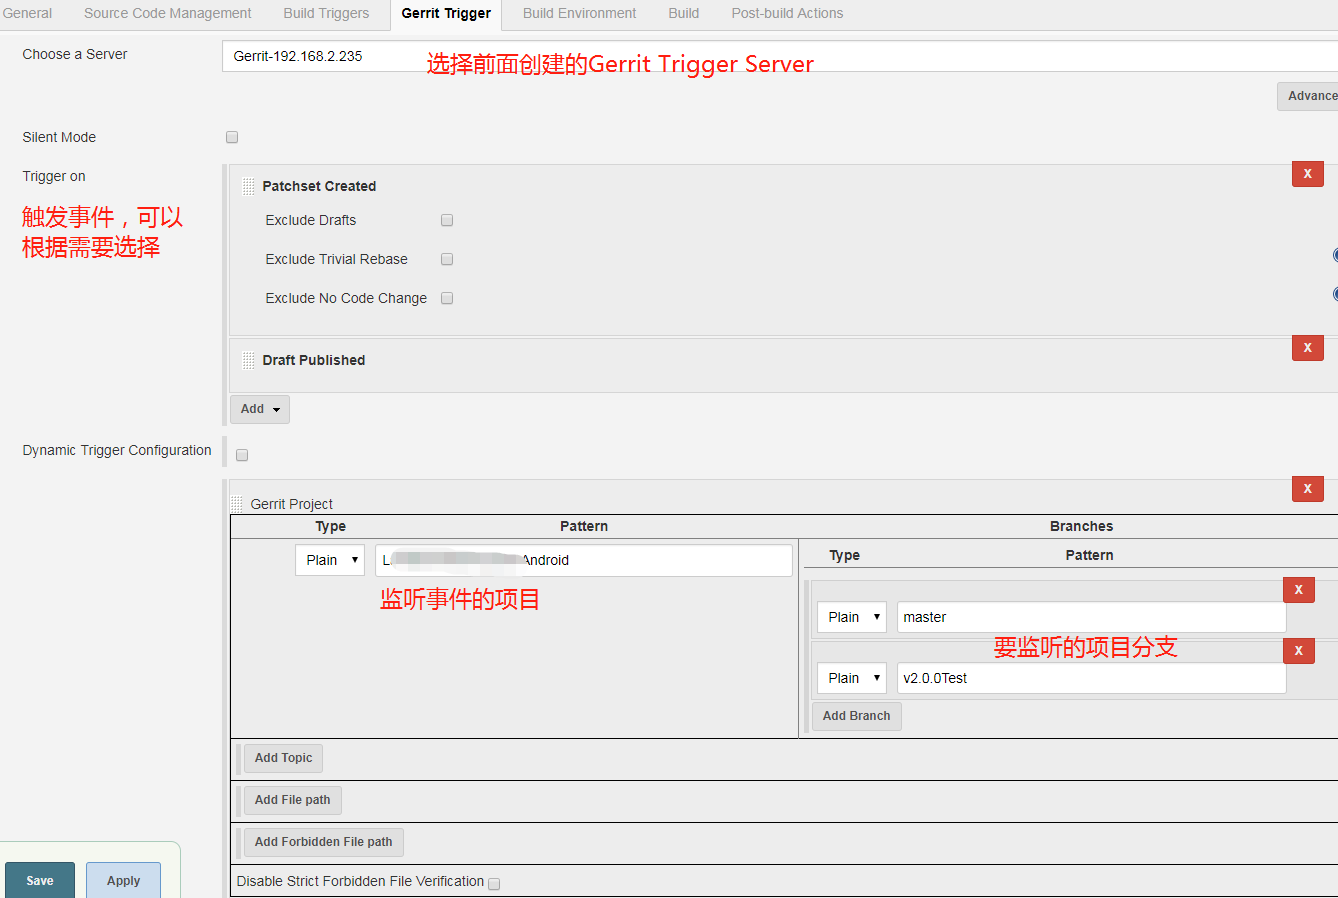 General Source Code Management Build Triggers Gerrit Trigger Build Environment Build Post-build Actions
Choose a Server
Gerrit-192.168.2.235
选择前面创建的Gerrit Trigger Server
Advance
Silent Mode
Trigger on
触发事件，可以
根据需要选择
Patchset Created
X
Exclude Drafts
Exclude Trivial Rebase
Exclude No Code Change
Draft Published
X
Add
Dynamic Trigger Configuration
X
Gerrit Project
Type Pattern Branches
Plain
Android
监听事件的项目
Type Pattern
X
Plain master
要监听的项目分支
X
Plain v2.0.0Test
Add Branch
Add Topic
Add File path
Add Forbidden File path
Disable Strict Forbidden File Verification
Save Apply